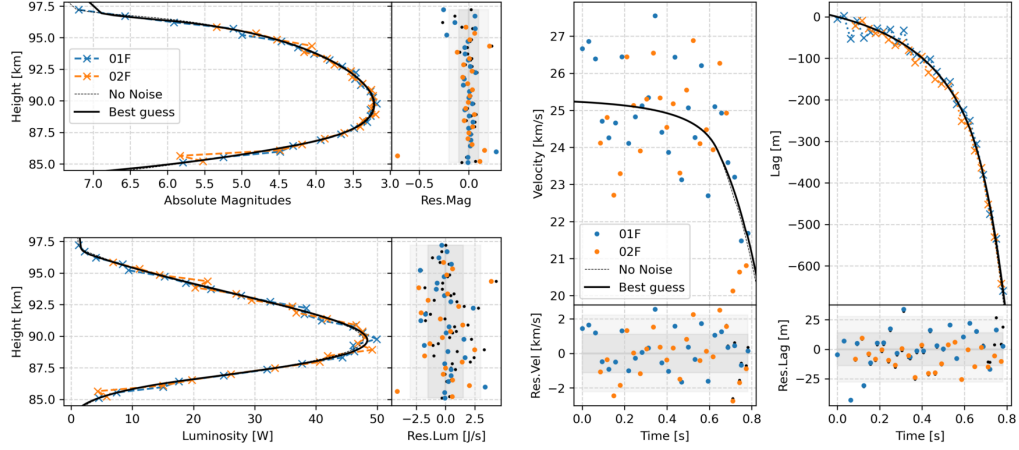 97.5
95.0
92.5
90.0
87.5
85.0
Height [km]
01F
02F
No Noise
Best guess
7.0 6.5 6.0 5.5 5.0 4.5 4.0 3.5 3.0
Absolute Magnitudes
−0.5 0.0
Res.Mag
97.5
95.0
92.5
90.0
87.5
85.0
Height [km]
0 10 20 30 40 50
Luminosity [W]
−2.5 0.0 2.5
Res.Lum [J/s]
27
26
25
24
23
22
21
20
Velocity [km/s]
01F
02F
No Noise
Best guess
2
0
−2
Res.Vel [km/s]
0.0 0.2 0.4 0.6 0.8
Time [s]
0
−100
−200
−300
−400
−500
−600
Lag [m]
25
0
−25
Res.Lag [m]
0.0 0.2 0.4 0.6 0.8
Time [s]